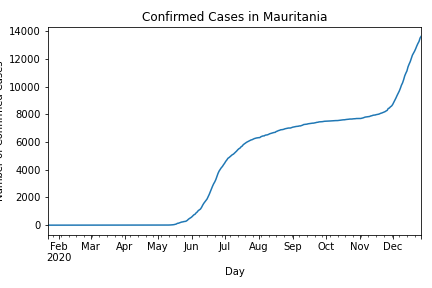 Confirmed Cases in Mauritania
14000
12000
10000
8000
6000
4000
2000
0
Number of Confirmed Cases
Feb Mar Apr May Jun Jul Aug Sep Oct Nov Dec
2020
Day